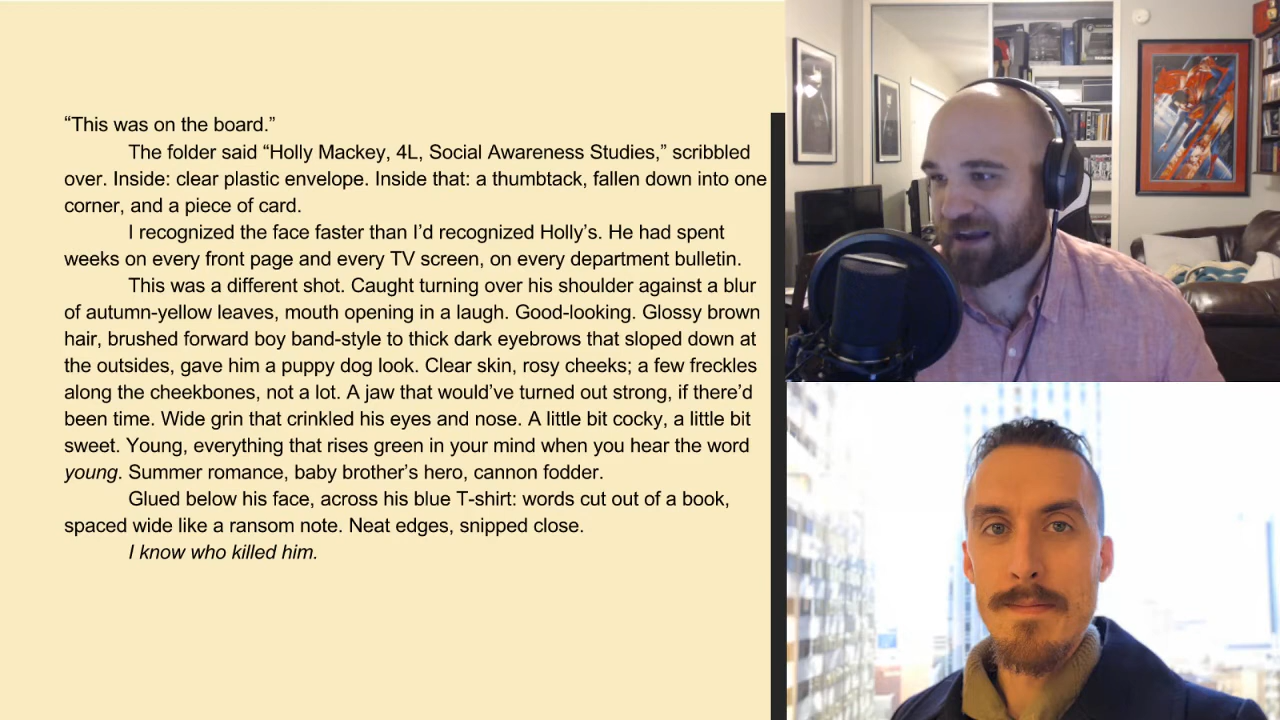 “This was on the board.”
The folder said “Holly Mackey, 4L, Social Awareness Studies,” scribbled
over. Inside: clear plastic envelope. Inside that: a thumbtack, fallen down into one
corner, and a piece of card.
I recognized the face faster than I’d recognized Holly’s. He had spent
weeks on every front page and every TV screen, on every department bulletin.
This was a different shot. Caught turning over his shoulder against a blur
of autumn-yellow leaves, mouth opening in a laugh. Good-looking. Glossy brown
hair, brushed forward boy band-style to thick dark eyebrows that sloped down at
the outsides, gave him a puppy dog look. Clear skin, rosy cheeks; a few freckles
along the cheekbones, not a lot. A jaw that would’ve turned out strong, if there’d
been time. Wide grin that crinkled his eyes and nose. A little bit cocky, a little bit
sweet. Young, everything that rises green in your mind when you hear the word
young. Summer romance, baby brother’s hero, cannon fodder.
Glued below his face, across his blue T-shirt: words cut out of a book,
spaced wide like a ransom note. Neat edges, snipped close.
I know who killed him.